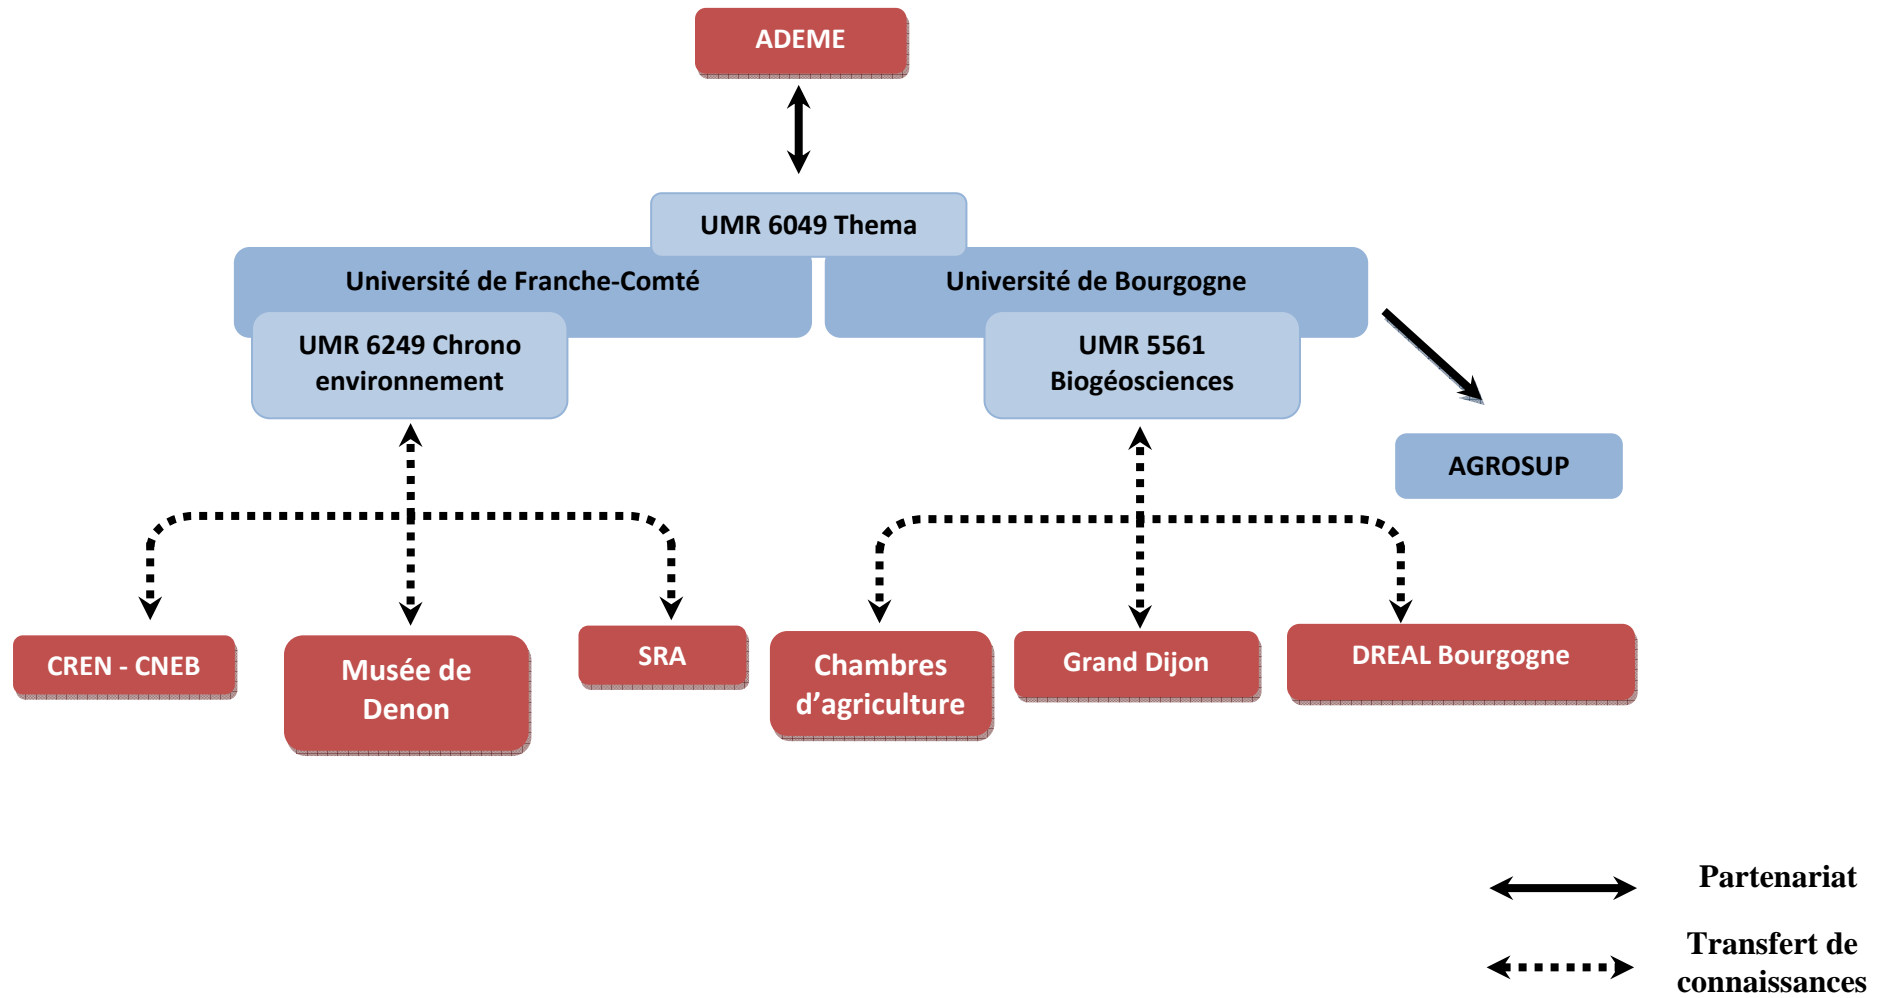 ADEME
UMR 6049 Thema
Université de Franche-Comté
Université de Bourgogne
UMR 6249 Chrono
environnement
UMR 5561
Biogéosciences
AGROSUP
CREN - CNEB
Musée de
Denon
SRA
Chambres
d’agriculture
Grand Dijon
DREAL Bourgogne
Partenariat
Transfert de
connaissances